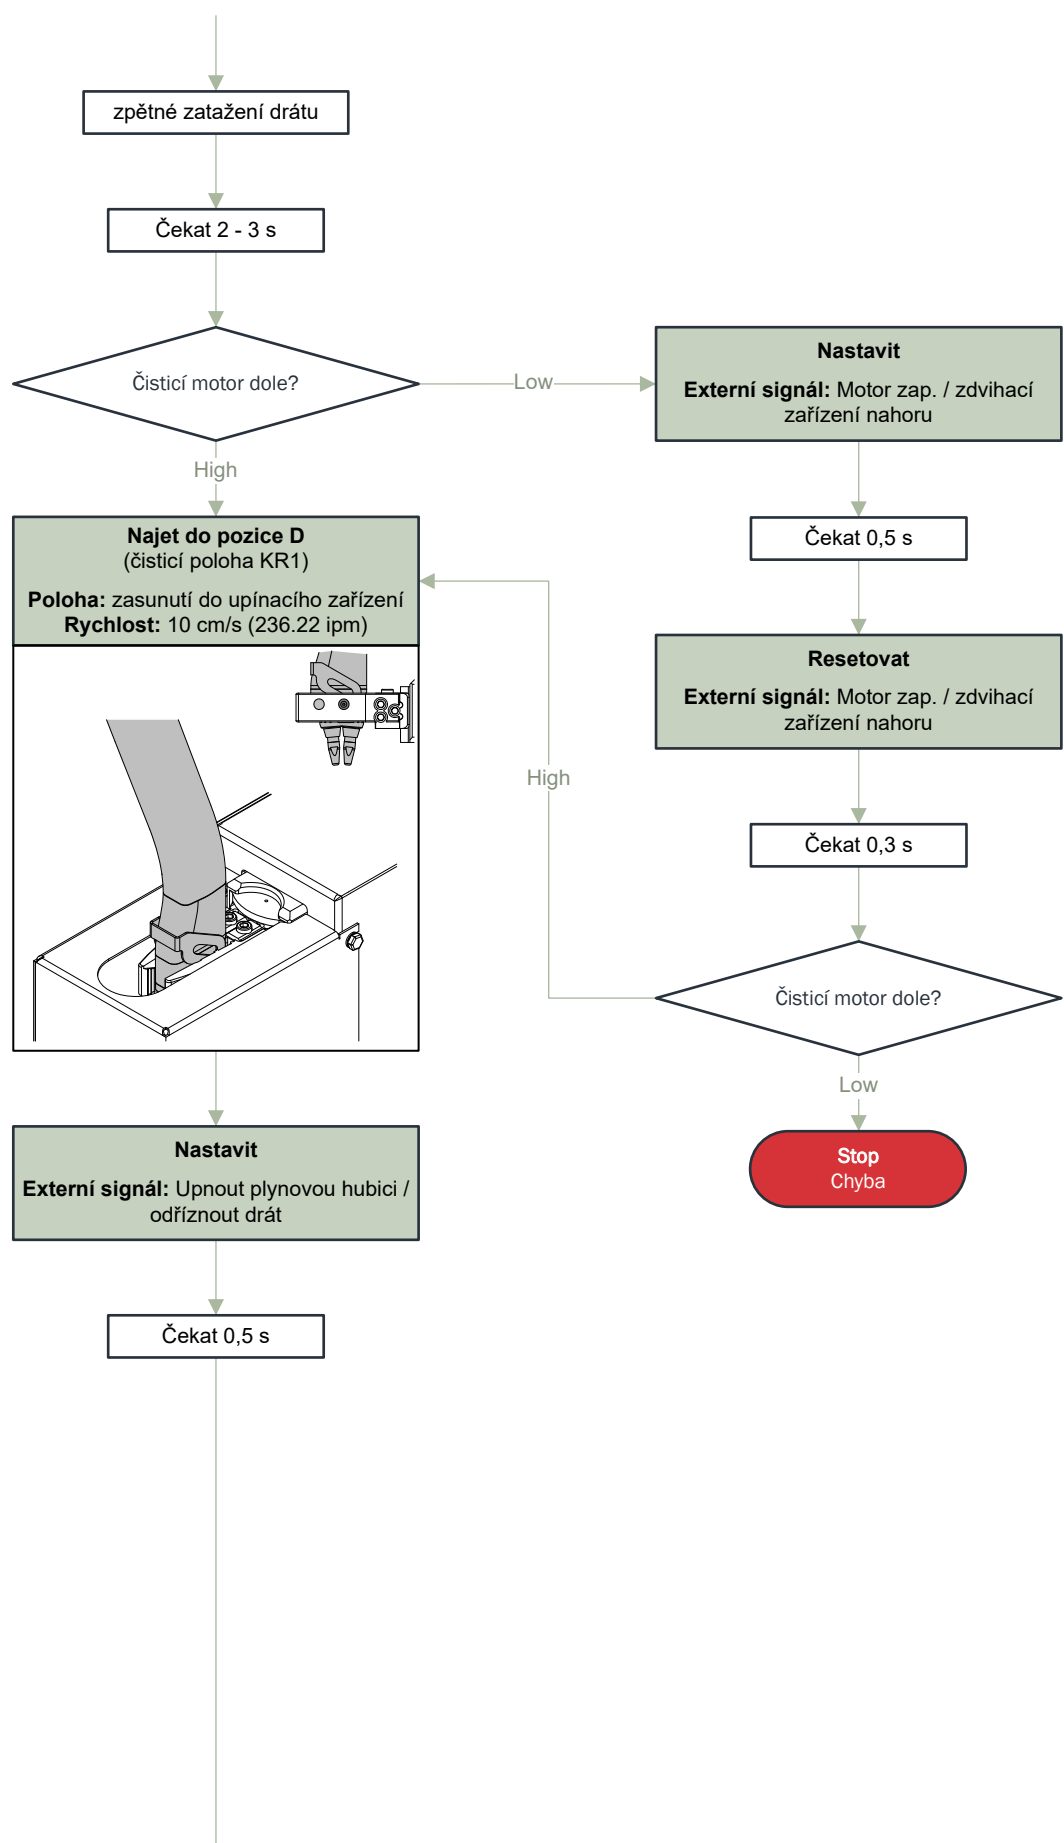 zpětné zatažení drátu
Čekat 2 - 3 s
Čisticí motor dole?
Low
High
Nastavit
Externí signál: Motor zap. / zdvihací
zařízení nahoru
Čekat 0,5 s
Resetovat
Externí signál: Motor zap. / zdvihací
zařízení nahoru
Čekat 0,3 s
Čisticí motor dole?
High
Low
Stop
Chyba
Najet do pozice D
(čisticí poloha KR1)
Poloha: zasunutí do upínacího zařízení
Rychlost: 10 cm/s (236.22 ipm)
Nastavit
Externí signál: Upnout plynovou hubici /
odříznout drát
Čekat 0,5 s